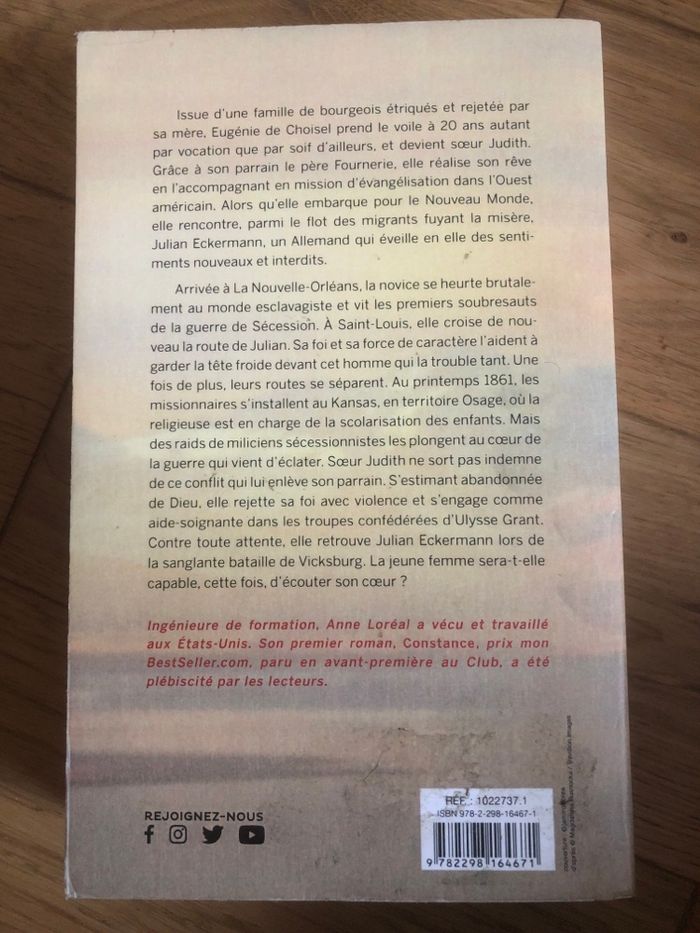 Issue d'une famille de bourgeois étriqués et rejetée par
sa mère, Eugénie de Choisel prend le voile à 20 ans autant
par vocation que par soif d'ailleurs, et devient sœur Judith.
Grâce à son parrain le père Fournerie, elle réalise son rêve
en l'accompagnant en mission d'évangélisation dans l'Ouest
américain. Alors qu'elle embarque pour le Nouveau Monde,
elle rencontre, parmi le flot des migrants fuyant la misère,
Julian Eckermann, un Allemand qui éveille en elle des senti-
ments nouveaux et interdits.
Arrivée à La Nouvelle-Orléans, la novice se heurte brutale-
ment au monde esclavagiste et vit les premiers soubresauts
de la guerre de Sécession. À Saint-Louis, elle croise de nou-
veau la route de Julian. Sa foi et sa force de caractère l'aident à
garder la tête froide devant cet homme qui la trouble tant. Une
fois de plus, leurs routes se séparent. Au printemps 1861, les
missionnaires s'installent au Kansas, en territoire Osage, où la
religieuse est en charge de la scolarisation des enfants. Mais
des raids de miliciens sécessionnistes les plongent au cœur de
la guerre qui vient d'éclater. Sœur Judith ne sort pas indemne
de ce conflit qui lui enlève son parrain. S'estimant abandonnée
de Dieu, elle rejette sa foi avec violence et s'engage comme
aide-soignante dans les troupes confédérées d'Ulysse Grant.
Contre toute attente, elle retrouve Julian Eckermann lors de
la sanglante bataille de Vicksburg. La jeune femme sera-t-elle
capable, cette fois, d'écouter son cœur ?
Ingénieure de formation, Anne Loréal a vécu et travaillé
aux États-Unis. Son premier roman, Constance, prix mon
BestSeller.com, paru en avant-première au Club, a été
plébiscité par les lecteurs.
REJOIGNEZ-NOUS
RÉF. : 1022737.1
ISBN 978-2-298-16467-1
9 782298 164671
couverture :
d'après © / Trevillion Images